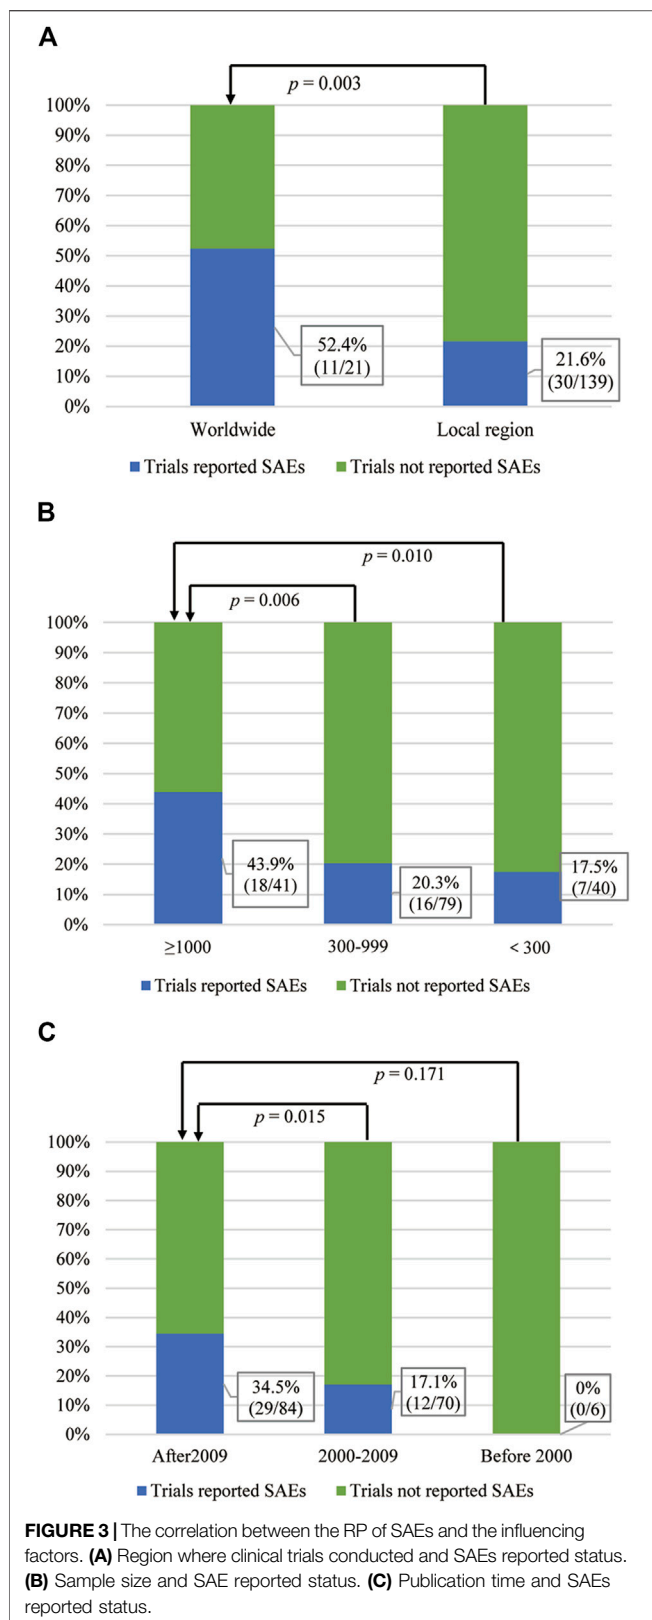 A
p = 0.003
100%
90%
80%
70%
60%
50%
40%
30%
20%
10%
0%
52.4%
(11/21)
21.6%
(30/139)
Worldwide
Local region
Trials reported SAEs
Trials not reported SAEs
B
p = 0.010
p = 0.006
100%
90%
80%
70%
60%
50%
40%
30%
20%
10%
0%
43.9%
(18/41)
20.3%
(16/79)
17.5%
(7/40)
≥1000
300-999
< 300
Trials reported SAEs
Trials not reported SAEs
C
p = 0.171
p = 0.015
100%
90%
80%
70%
60%
50%
40%
30%
20%
10%
0%
34.5%
(29/84)
17.1%
(12/70)
0%
(0/6)
After2009
2000-2009
Before 2000
Trials reported SAEs
Trials not reported SAEs
FIGURE 3 | The correlation between the RP of SAEs and the influencing
factors. (A) Region where clinical trials conducted and SAEs reported status.
(B) Sample size and SAE reported status. (C) Publication time and SAEs
reported status.